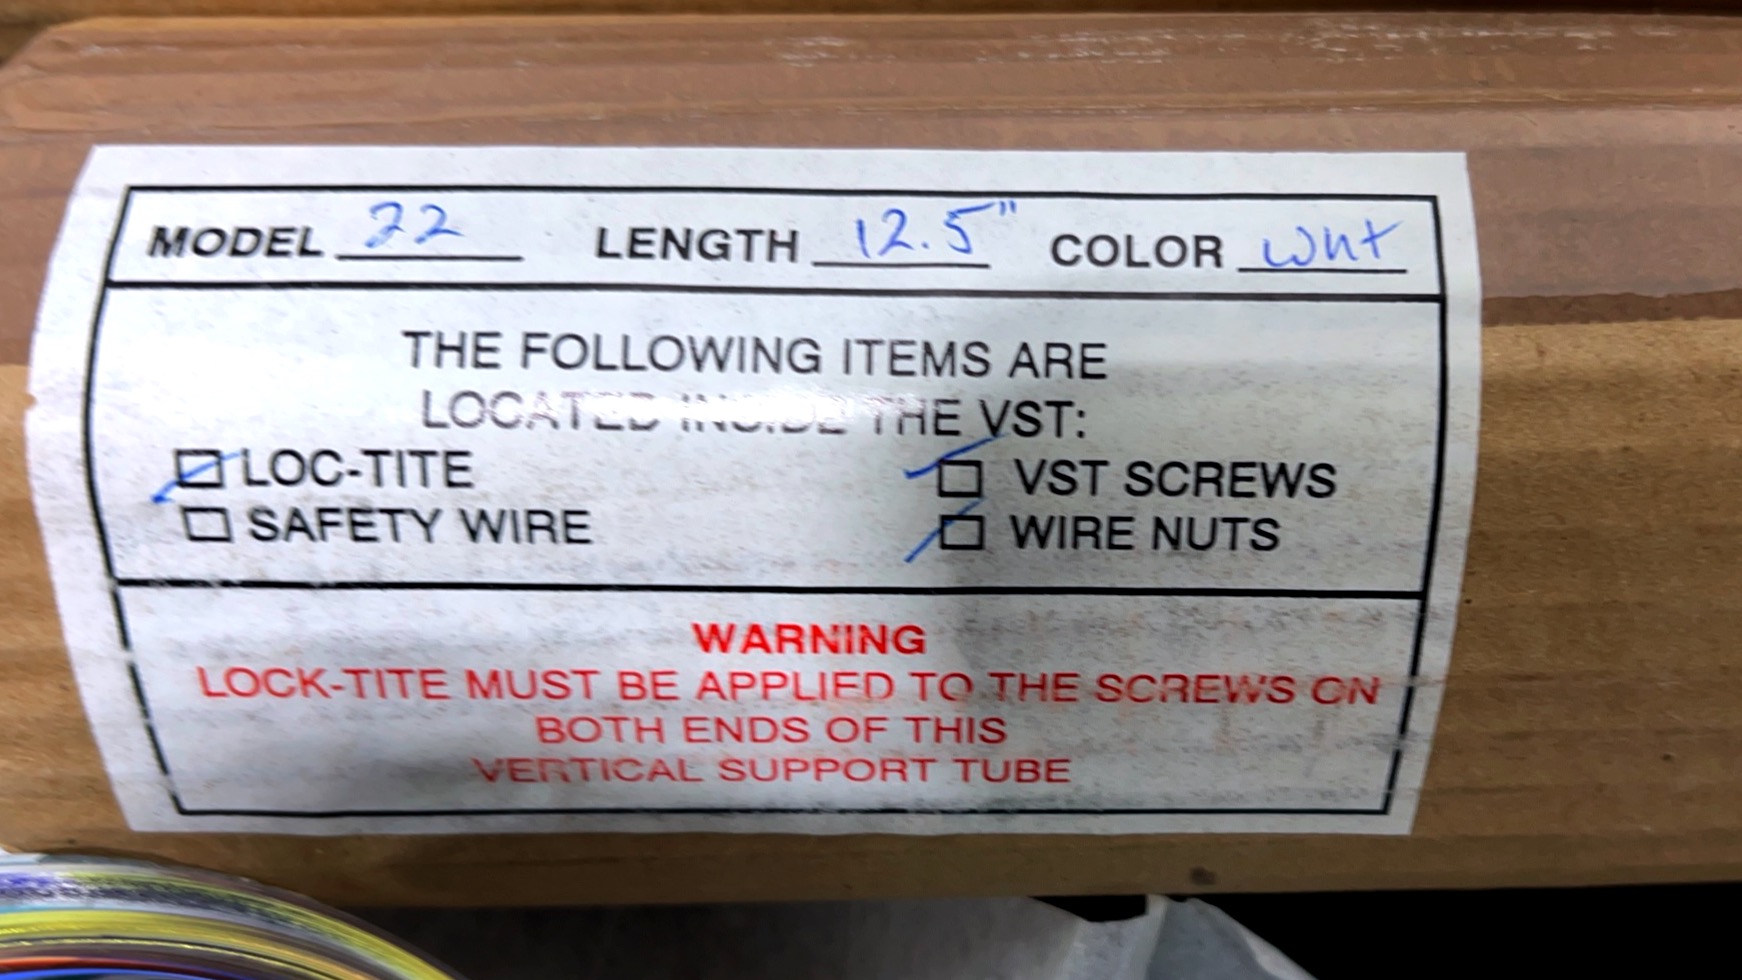 MODEL 22 LENGTH 12.5" COLOR Wht
THE FOLLOWING ITEMS ARE
LOCATED INSIDE THE VST:
LOC-TITE VST SCREWS
SAFETY WIRE WIRE NUTS
WARNING
LOCK-TITE MUST BE APPLIED TO THE SCREWS ON
BOTH ENDS OF THIS
VERTICAL SUPPORT TUBE